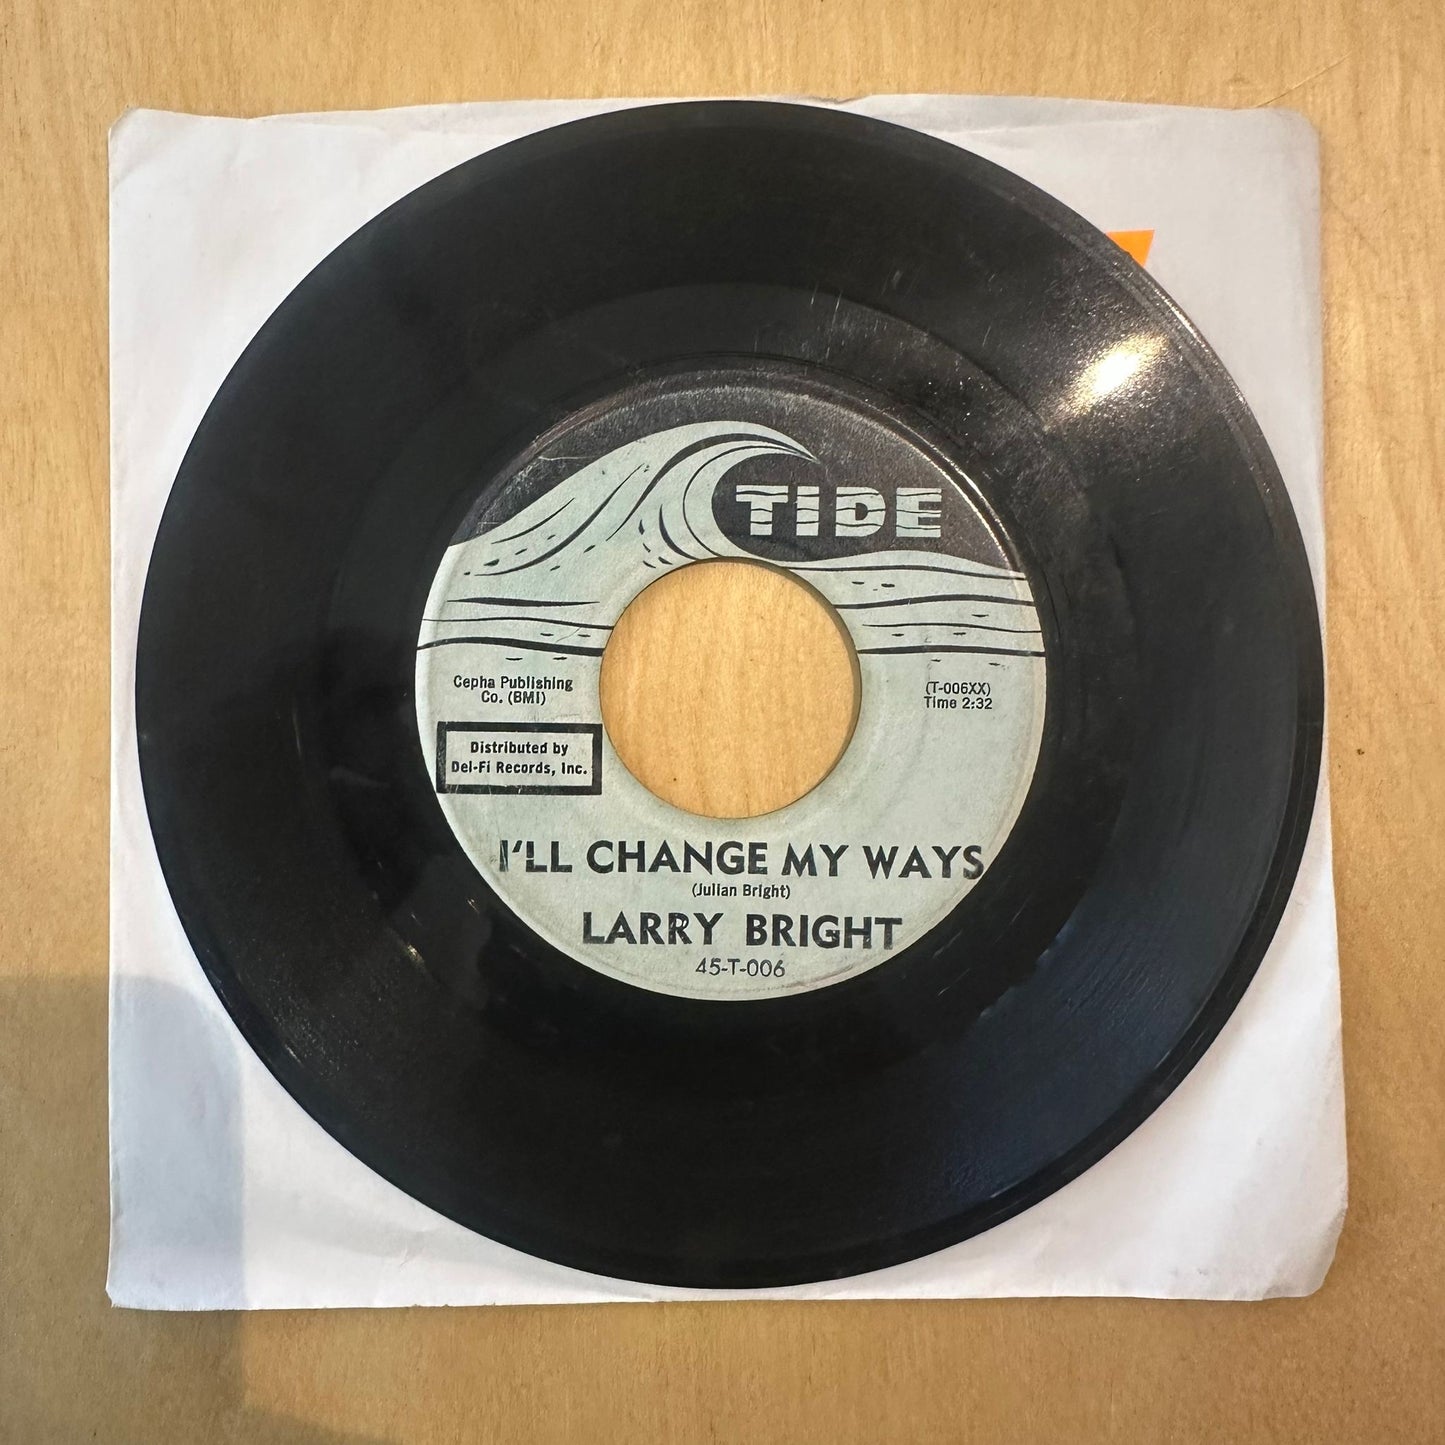 TIDE
Cepha Publishing
Co. (BMI)
(T-006XX)
Time 2:32
Distributed by
Del-Fi Records, Inc.
I'LL CHANGE MY WAYS
(Julian Bright)
LARRY BRIGHT
45-T-006